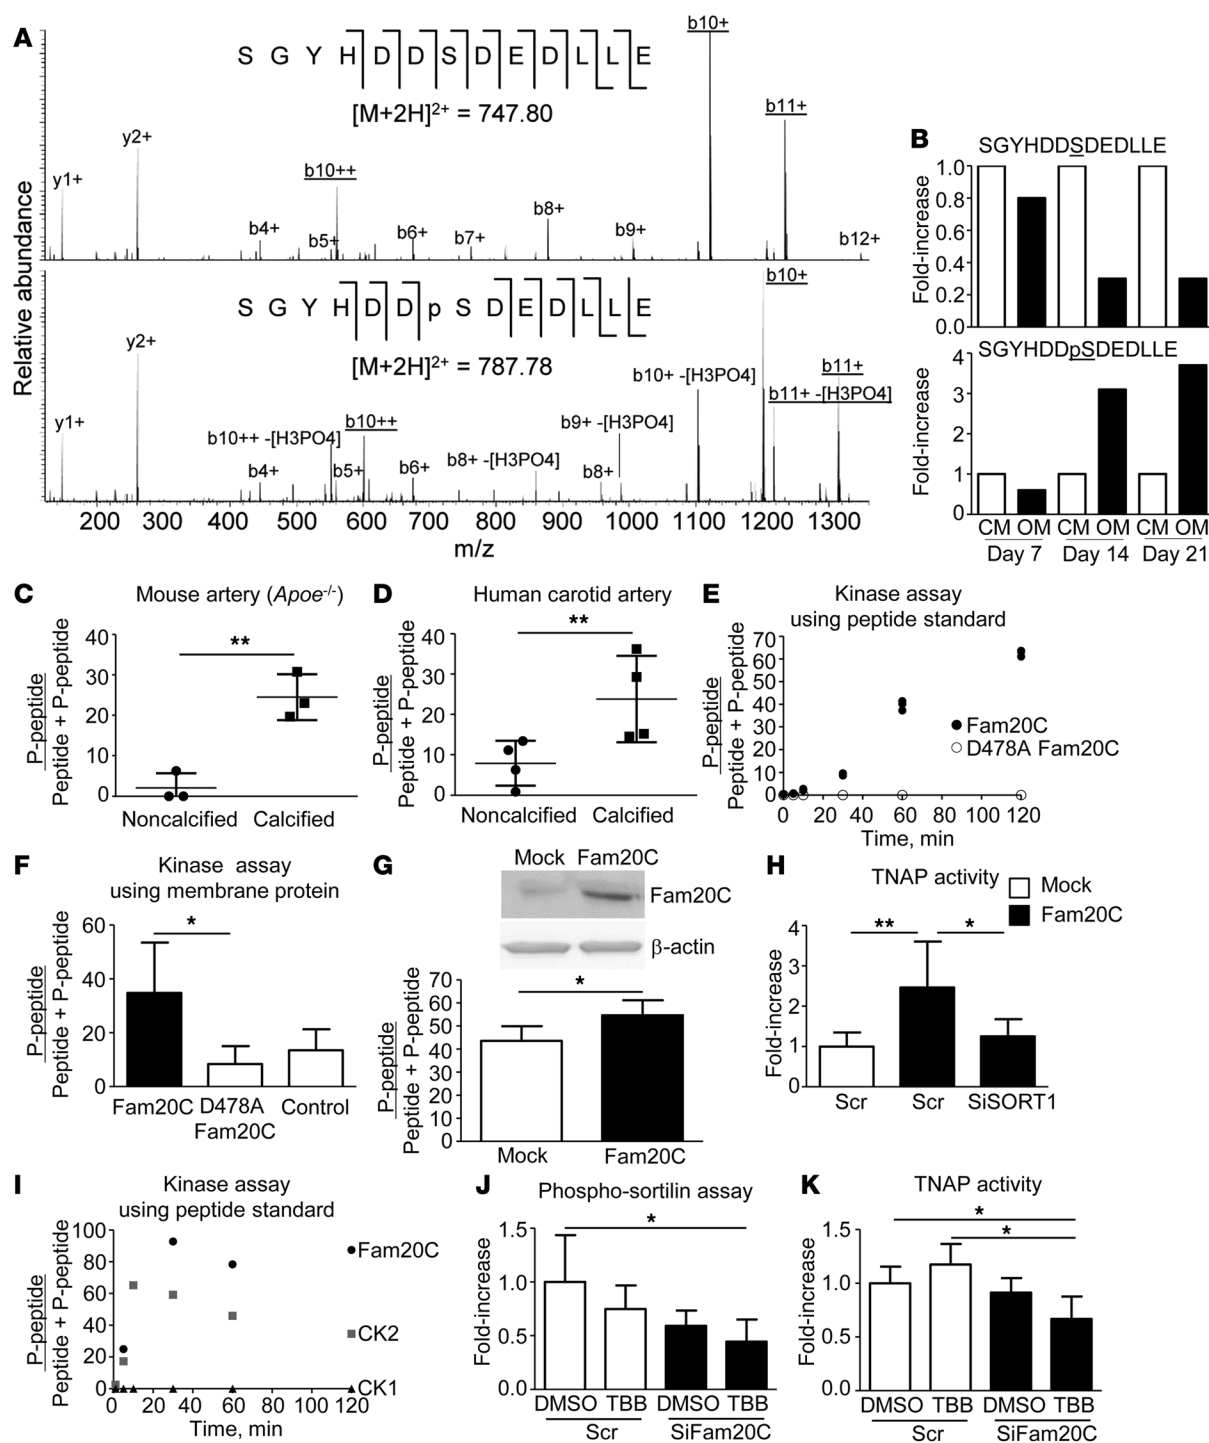 A
S G Y H D D S D E D L L E
[M+2H]2+ = 747.80
b10+
b11+
y2+
y1+
b10++
b4+
b5+
b6+
b7+
b8+
b9+
b12+
Relative abundance
S G Y H D D p S D E D L L E
[M+2H]2+ = 787.78
b10+
y2+
b10+ -[H3PO4]
b11+
b11+ -[H3PO4]
y1+
b10++ -[H3PO4]
b10++
b9+ -[H3PO4]
b4+
b5+
b6+
b8+ -[H3PO4]
b8+
200 300 400 500 600 700 800 900 1000 1100 1200 1300
m/z
B
SGYHDDSDEDLLE
Fold-increase
1.0
0.8
0.6
0.4
0.2
0.0
SGYHDDpSDEDLLE
Fold-increase
4
3
2
1
0
CM OM CM OM CM OM
Day 7 Day 14 Day 21
C
Mouse artery (Apoe-/-)
P-peptide
Peptide + P-peptide
40
30
20
10
0
**
Noncalcified Calcified
D
Human carotid artery
P-peptide
Peptide + P-peptide
40
30
20
10
0
**
Noncalcified Calcified
E
Kinase assay
using peptide standard
P-peptide
Peptide + P-peptide
70
60
50
40
30
20
10
0
Fam20C
D478A Fam20C
0 20 40 60 80 100 120
Time, min
F
Kinase assay
using membrane protein
P-peptide
Peptide + P-peptide
60
40
20
0
*
Fam20C D478A Control
Fam20C
G
Mock Fam20C
Fam20C
β-actin
P-peptide
Peptide + P-peptide
70
60
50
40
30
20
10
0
*
Mock Fam20C
H
TNAP activity
Mock
Fam20C
Fold-increase
4
3
2
1
0
** *
Scr Scr SiSORT1
I
Kinase assay
using peptide standard
P-peptide
Peptide + P-peptide
100
80
60
40
20
0
Fam20C
CK2
CK1
0 20 40 60 80 100 120
Time, min
J
Phospho-sortilin assay
Fold-increase
1.5
1.0
0.5
0.0
*
DMSO TBB DMSO TBB
Scr SiFam20C
K
TNAP activity
Fold-increase
1.5
1.0
0.5
0.0
*
*
DMSO TBB DMSO TBB
Scr SiFam20C